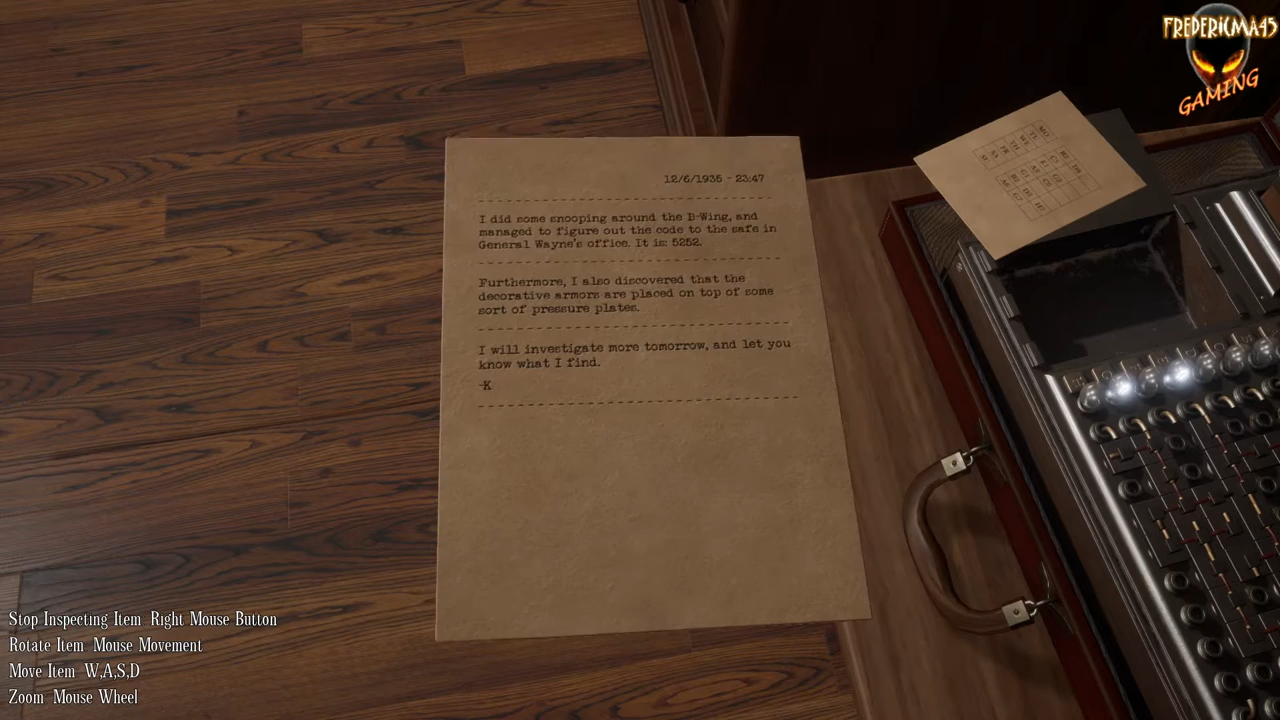 FREDERICMA45
GAMING
12/6/1935 - 23:47
I did some snooping around the B-Wing, and
managed to figure out the code to the safe in
General Wayne's office. It is: 5252.
Furthermore, I also discovered that the
decorative armors are placed on top of some
sort of pressure plates.
I will investigate more tomorrow, and let you
know what I find.
-K
Stop Inspecting Item Right Mouse Button
Rotate Item Mouse Movement
Move Item W,A,S,D
Zoom Mouse Wheel